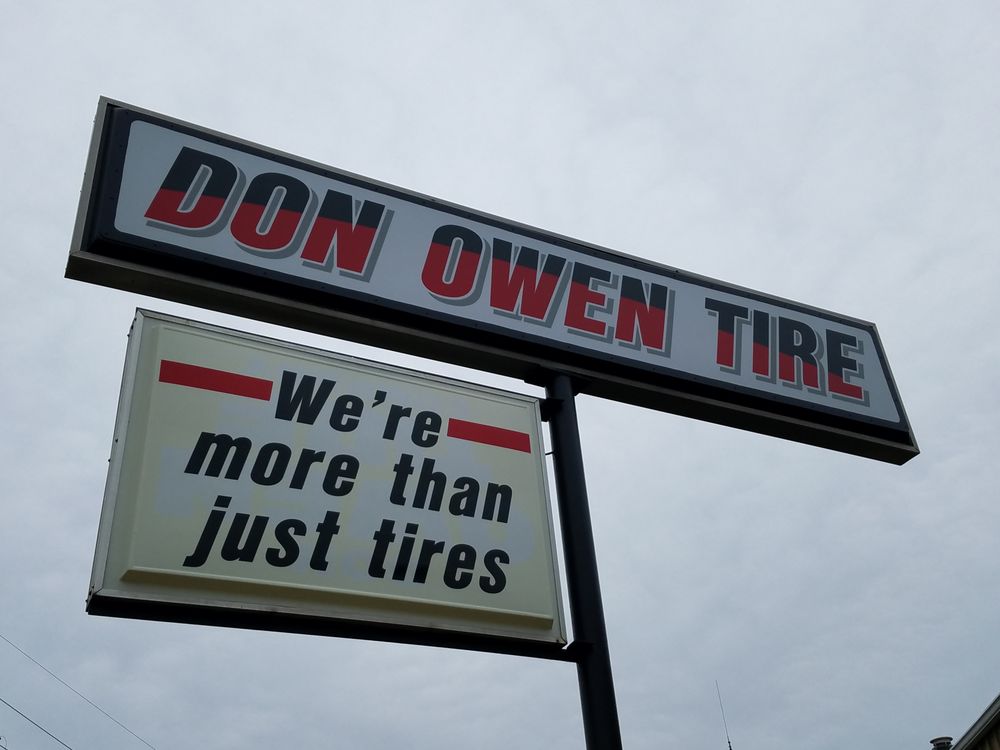 DON OWEN TIRE
We're
more than
just tires